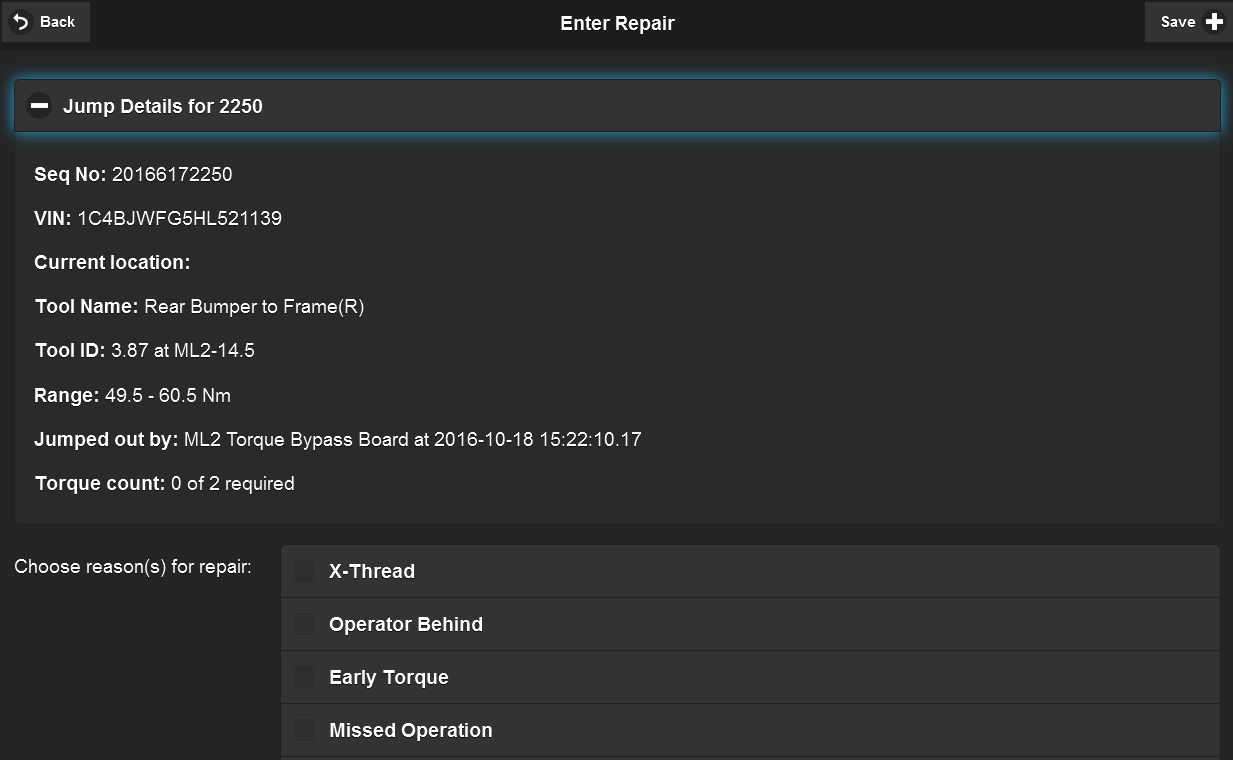 Back
Enter Repair
Save
Jump Details for 2250
Seq No: 20166172250
VIN: 1C4BJWFG5HL521139
Current location:
Tool Name: Rear Bumper to Frame(R)
Tool ID: 3.87 at ML2-14.5
Range: 49.5 - 60.5 Nm
Jumped out by: ML2 Torque Bypass Board at 2016-10-18 15:22:10.17
Torque count: 0 of 2 required
Choose reason(s) for repair:
X-Thread
Operator Behind
Early Torque
Missed Operation